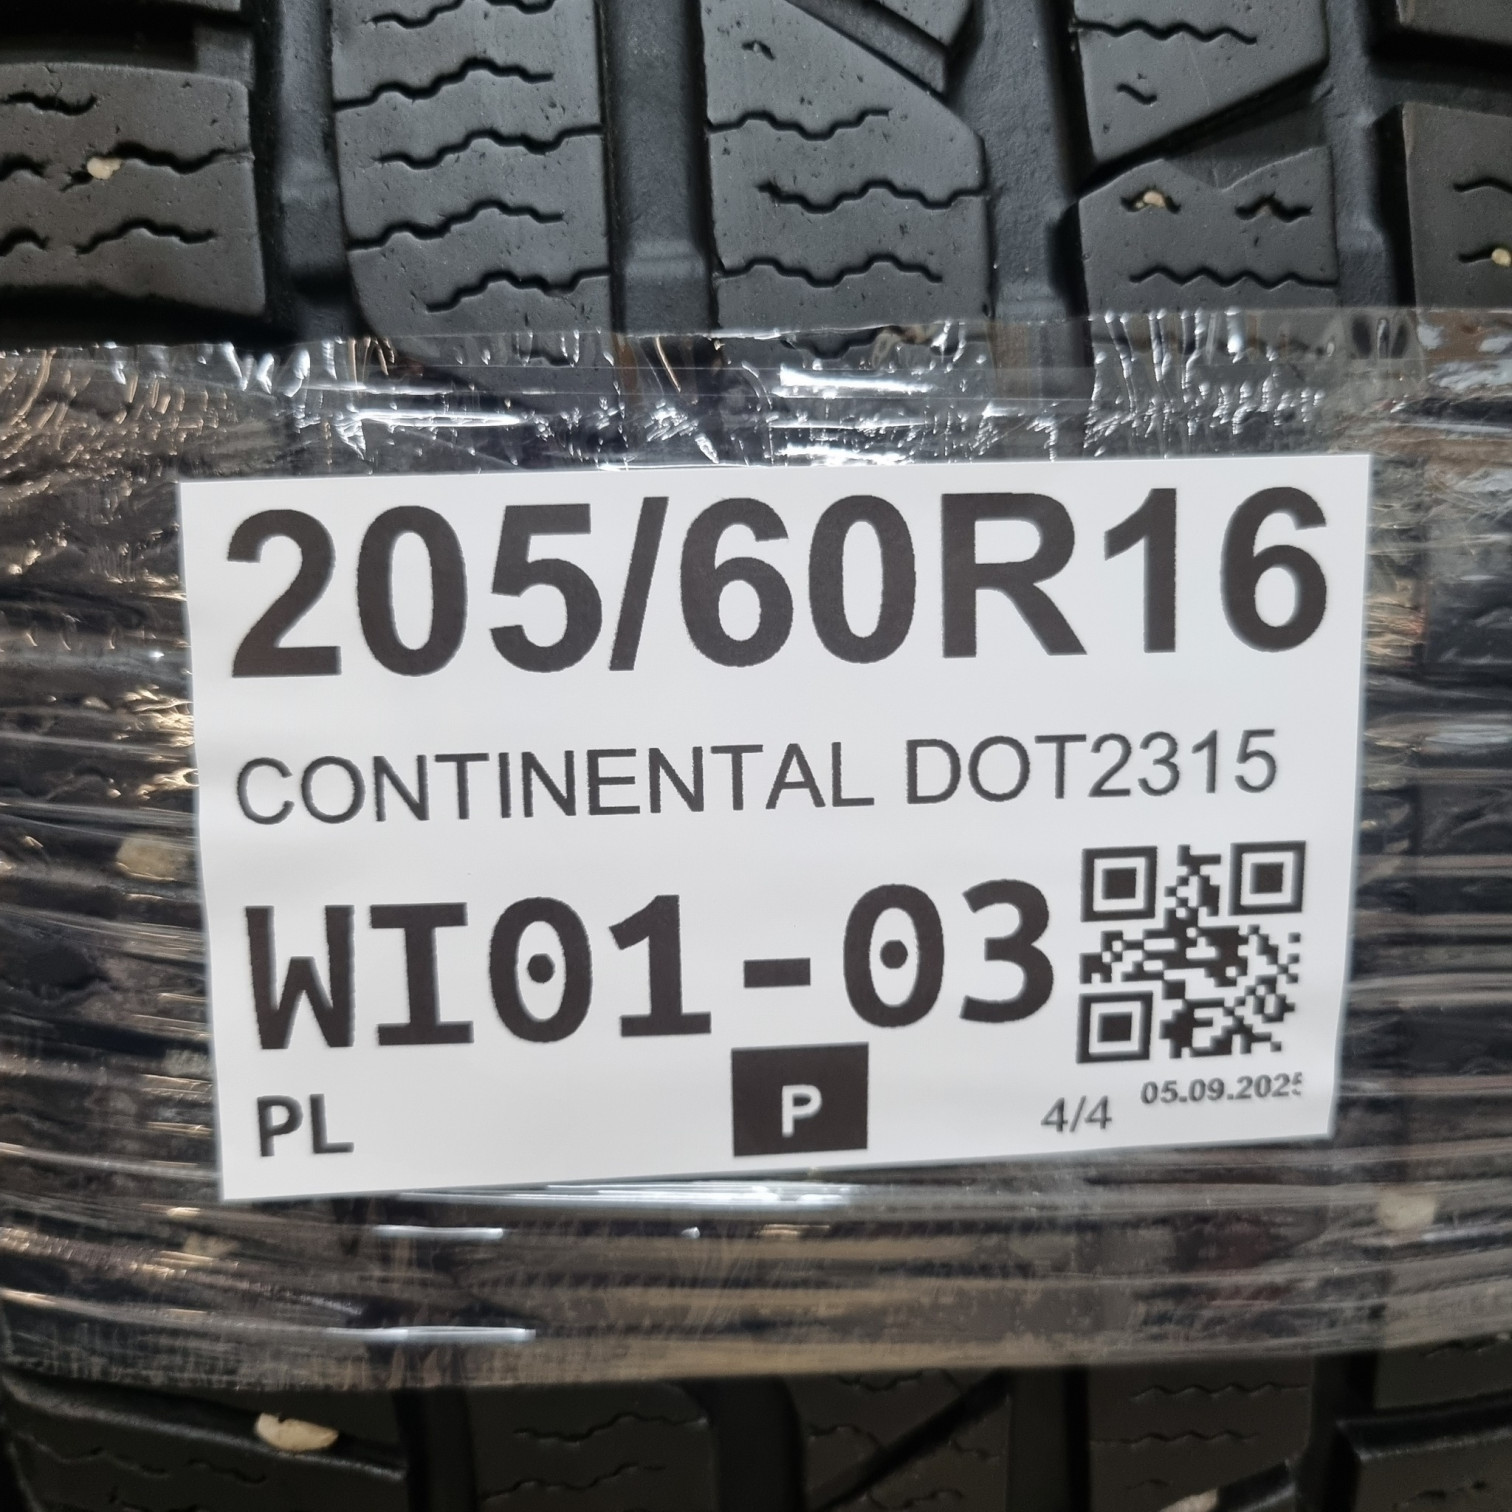 205/60R16
CONTINENTAL DOT2315
WI01-03
PL
P
4/4
05.09.2025